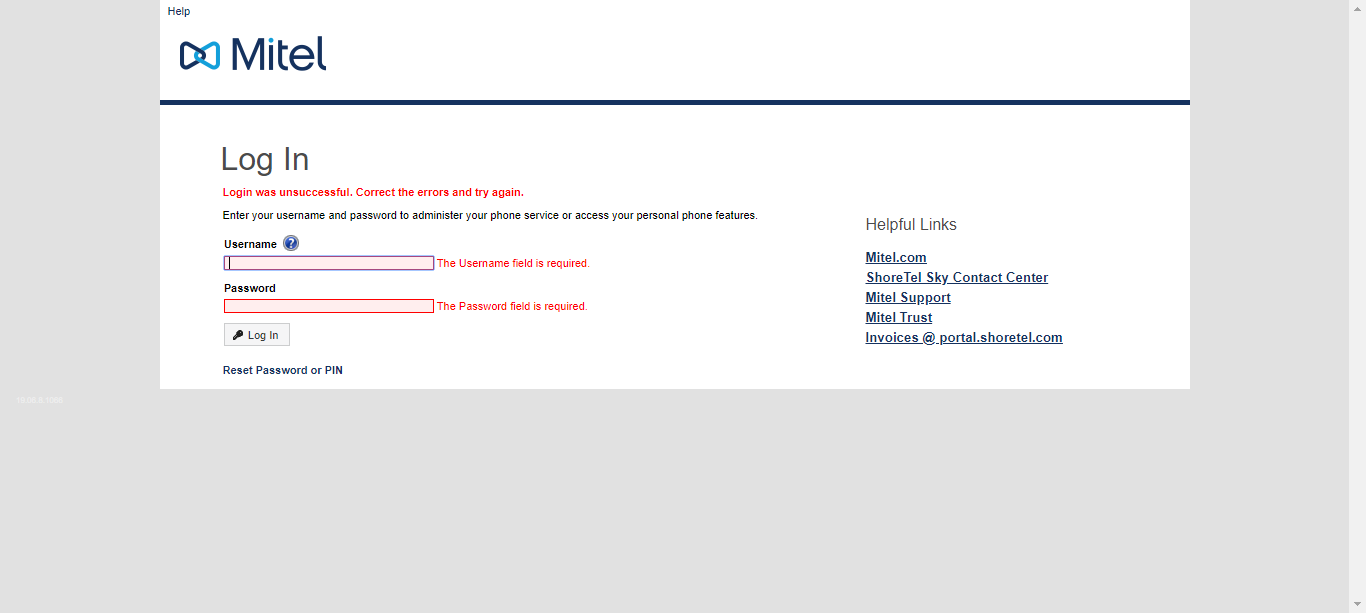 Help
Mitel
Log In
Login was unsuccessful. Correct the errors and try again.
Enter your username and password to administer your phone service or access your personal phone features.
Username ?
The Username field is required.
Password
The Password field is required.
Log In
Reset Password or PIN
Helpful Links
Mitel.com
ShoreTel Sky Contact Center
Mitel Support
Mitel Trust
Invoices @ portal.shoretel.com